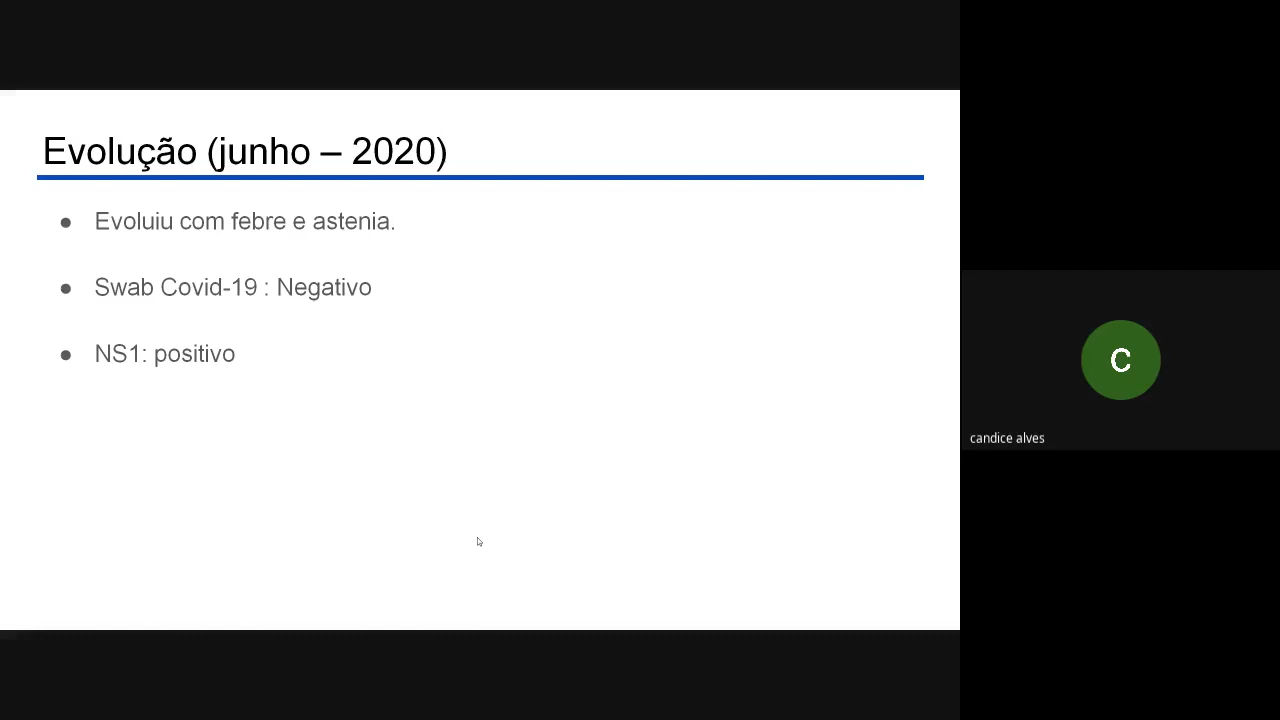 Evolução (junho – 2020)
● Evoluiu com febre e astenia.
● Swab Covid-19 : Negativo
● NS1: positivo
C
candice alves